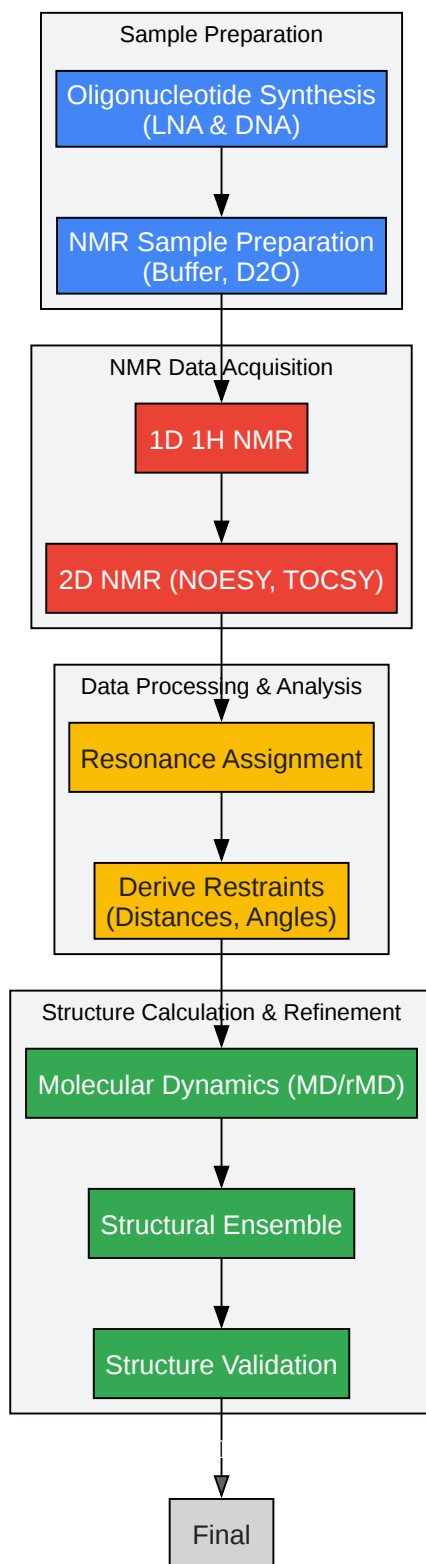 Sample Preparation
Oligonucleotide Synthesis
(LNA & DNA)
NMR Sample Preparation
(Buffer, D2O)
NMR Data Acquisition
1D 1H NMR
2D NMR (NOESY, TOCSY)
Data Processing & Analysis
Resonance Assignment
Derive Restraints
(Distances, Angles)
Structure Calculation & Refinement
Molecular Dynamics (MD/rMD)
Structural Ensemble
Structure Validation
Final